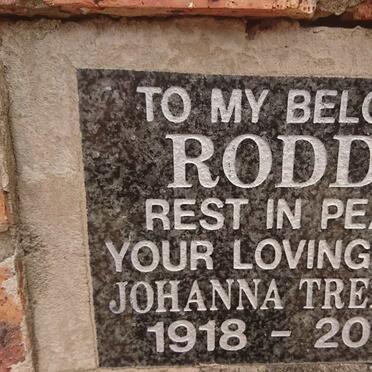 TO MY BELO
RODD
REST IN PEA
YOUR LOVING
JOHANNA TRE
1918 - 20